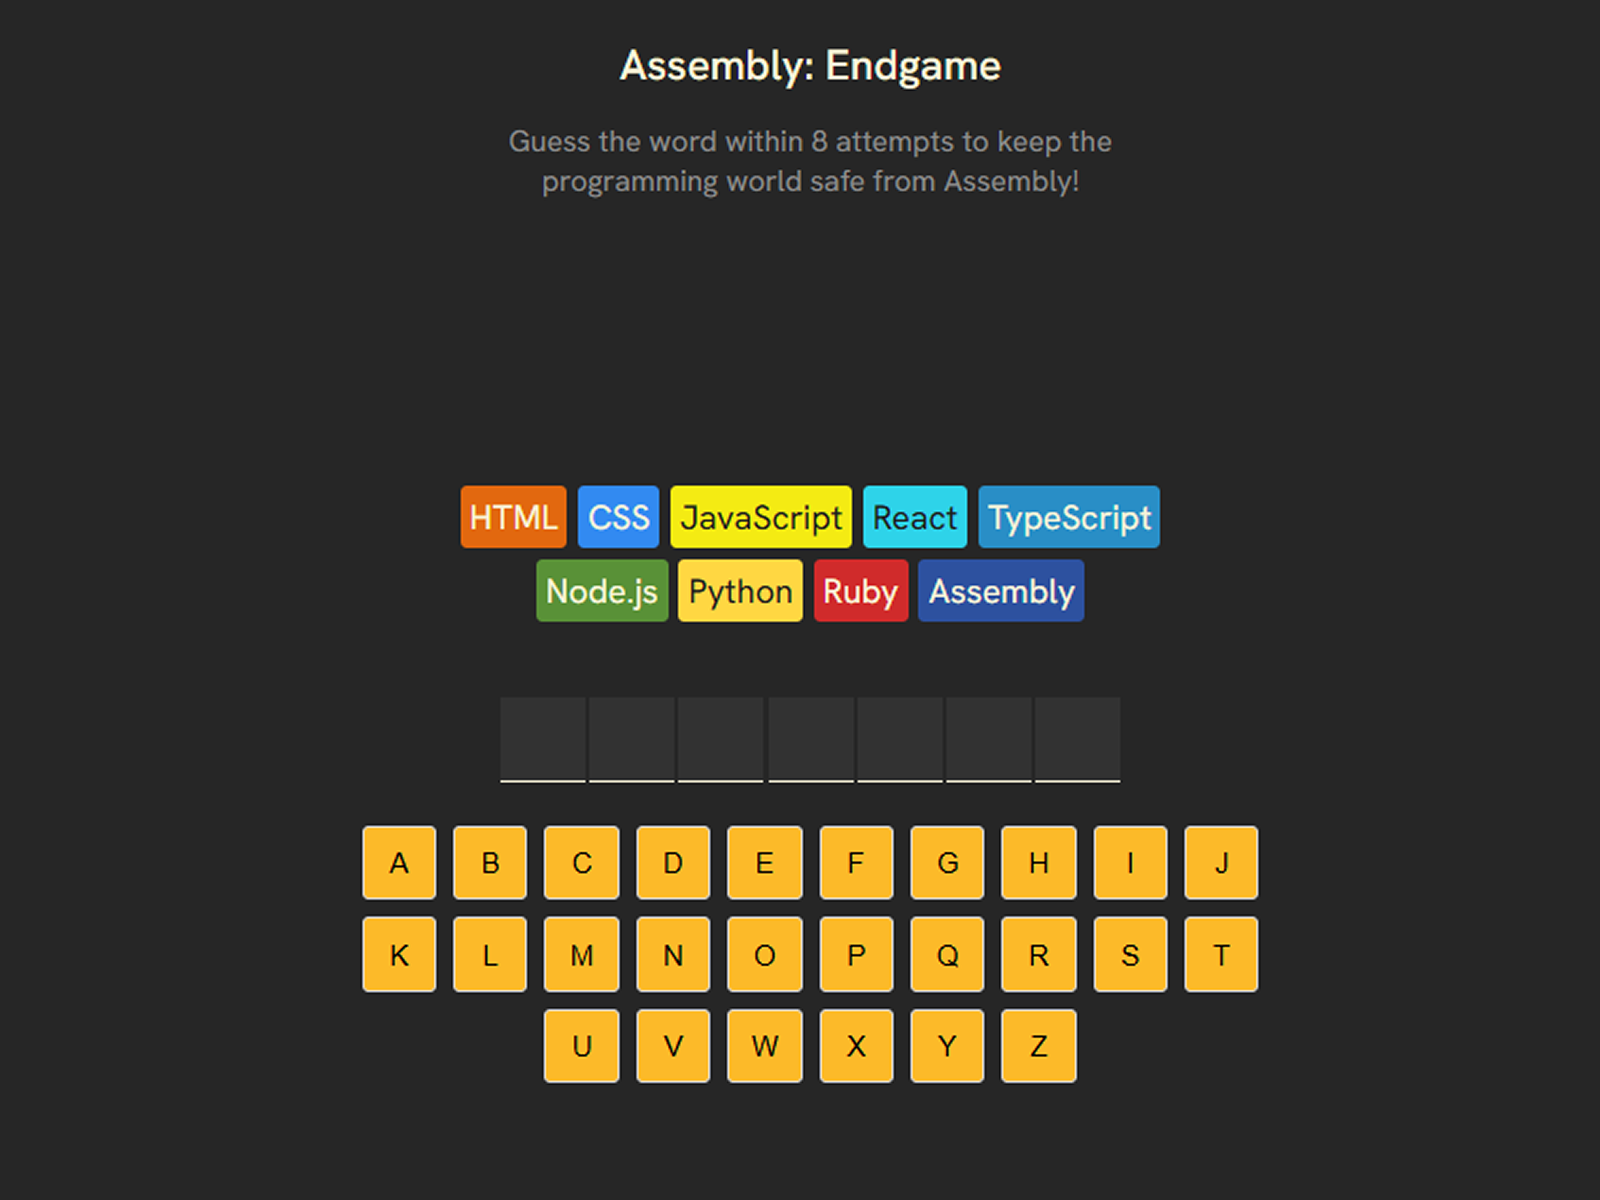 Assembly: Endgame
Guess the word within 8 attempts to keep the
programming world safe from Assembly!
HTML CSS JavaScript React TypeScript
Node.js Python Ruby Assembly
A B C D E F G H I J
K L M N O P Q R S T
U V W X Y Z